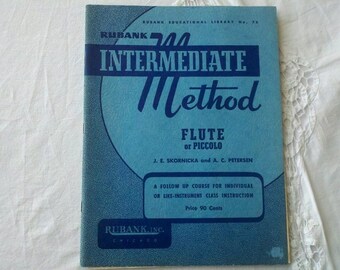 RUBANK EDUCATIONAL LIBRARY No. 75
RUBANK
INTERMEDIATE
Method
FLUTE
or PICCOLO
J. E. SKORNICKA and A. C. PETERSEN
A FOLLOW UP COURSE FOR INDIVIDUAL
OR LIKE-INSTRUMENT CLASS INSTRUCTION
Price 90 Cents
RUBANK, INC.
CHICAGO